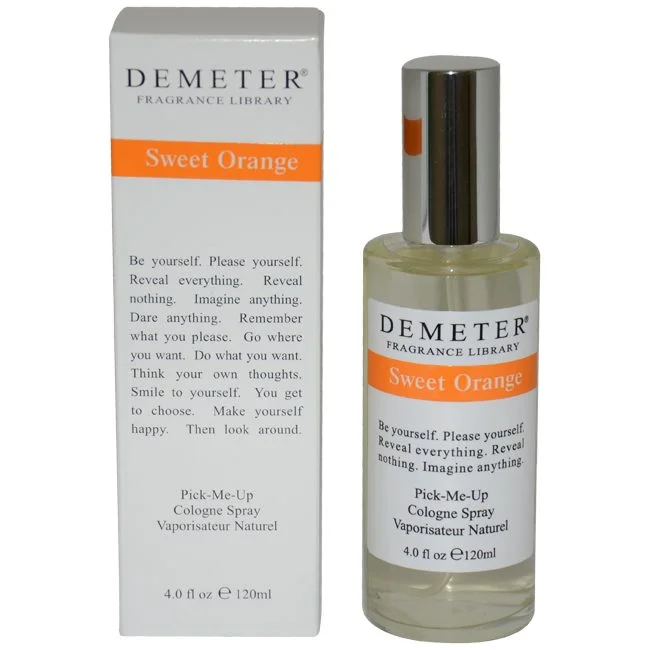 DEMETER®
FRAGRANCE LIBRARY
Sweet Orange
Be yourself. Please yourself.
Reveal everything. Reveal
nothing. Imagine anything.
Dare anything. Remember
what you please. Go where
you want. Do what you want.
Think your own thoughts.
Smile to yourself. You get
to choose. Make yourself
happy. Then look around.
Pick-Me-Up
Cologne Spray
Vaporisateur Naturel
4.0 fl oz ℮ 120ml
DEMETER®
FRAGRANCE LIBRARY
Sweet Orange
Be yourself. Please yourself.
Reveal everything. Reveal
nothing. Imagine anything.
Pick-Me-Up
Cologne Spray
Vaporisateur Naturel
4.0 fl oz ℮120ml